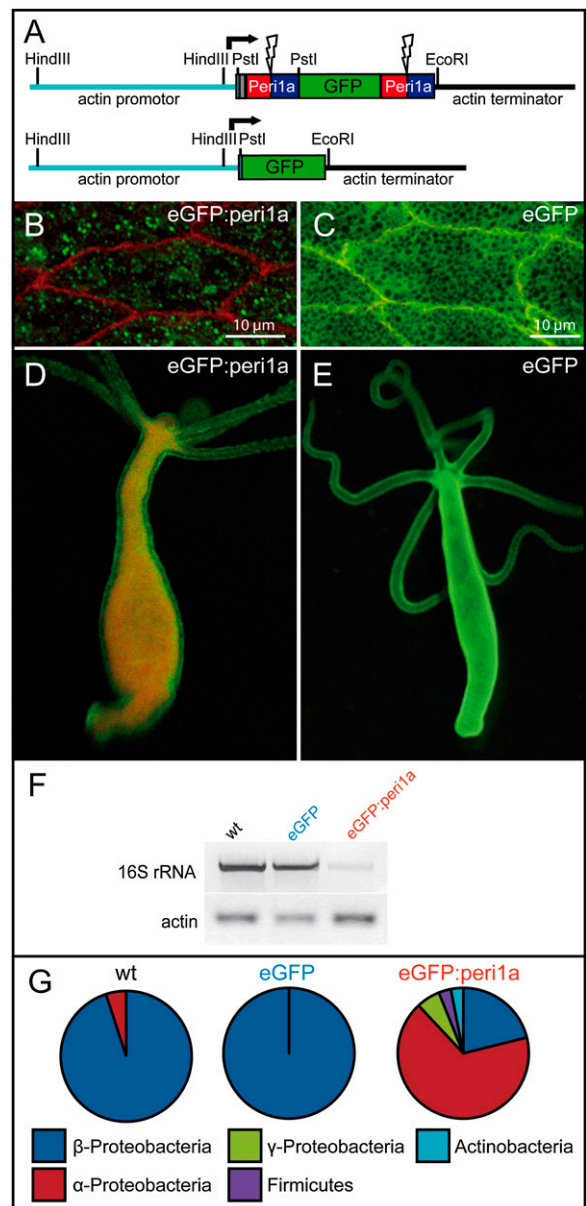 A
HindIII HindIII PstI PstI EcoRI
Peri1a GFP Peri1a
actin promotor actin terminator
HindIII HindIII PstI EcoRI
GFP
actin promotor actin terminator
B eGFP:peri1a
10 µm
C eGFP
10 µm
D eGFP:peri1a
E eGFP
F
wt eGFP eGFP:peri1a
16S rRNA
actin
G wt eGFP eGFP:peri1a
β-Proteobacteria γ-Proteobacteria Actinobacteria
α-Proteobacteria Firmicutes